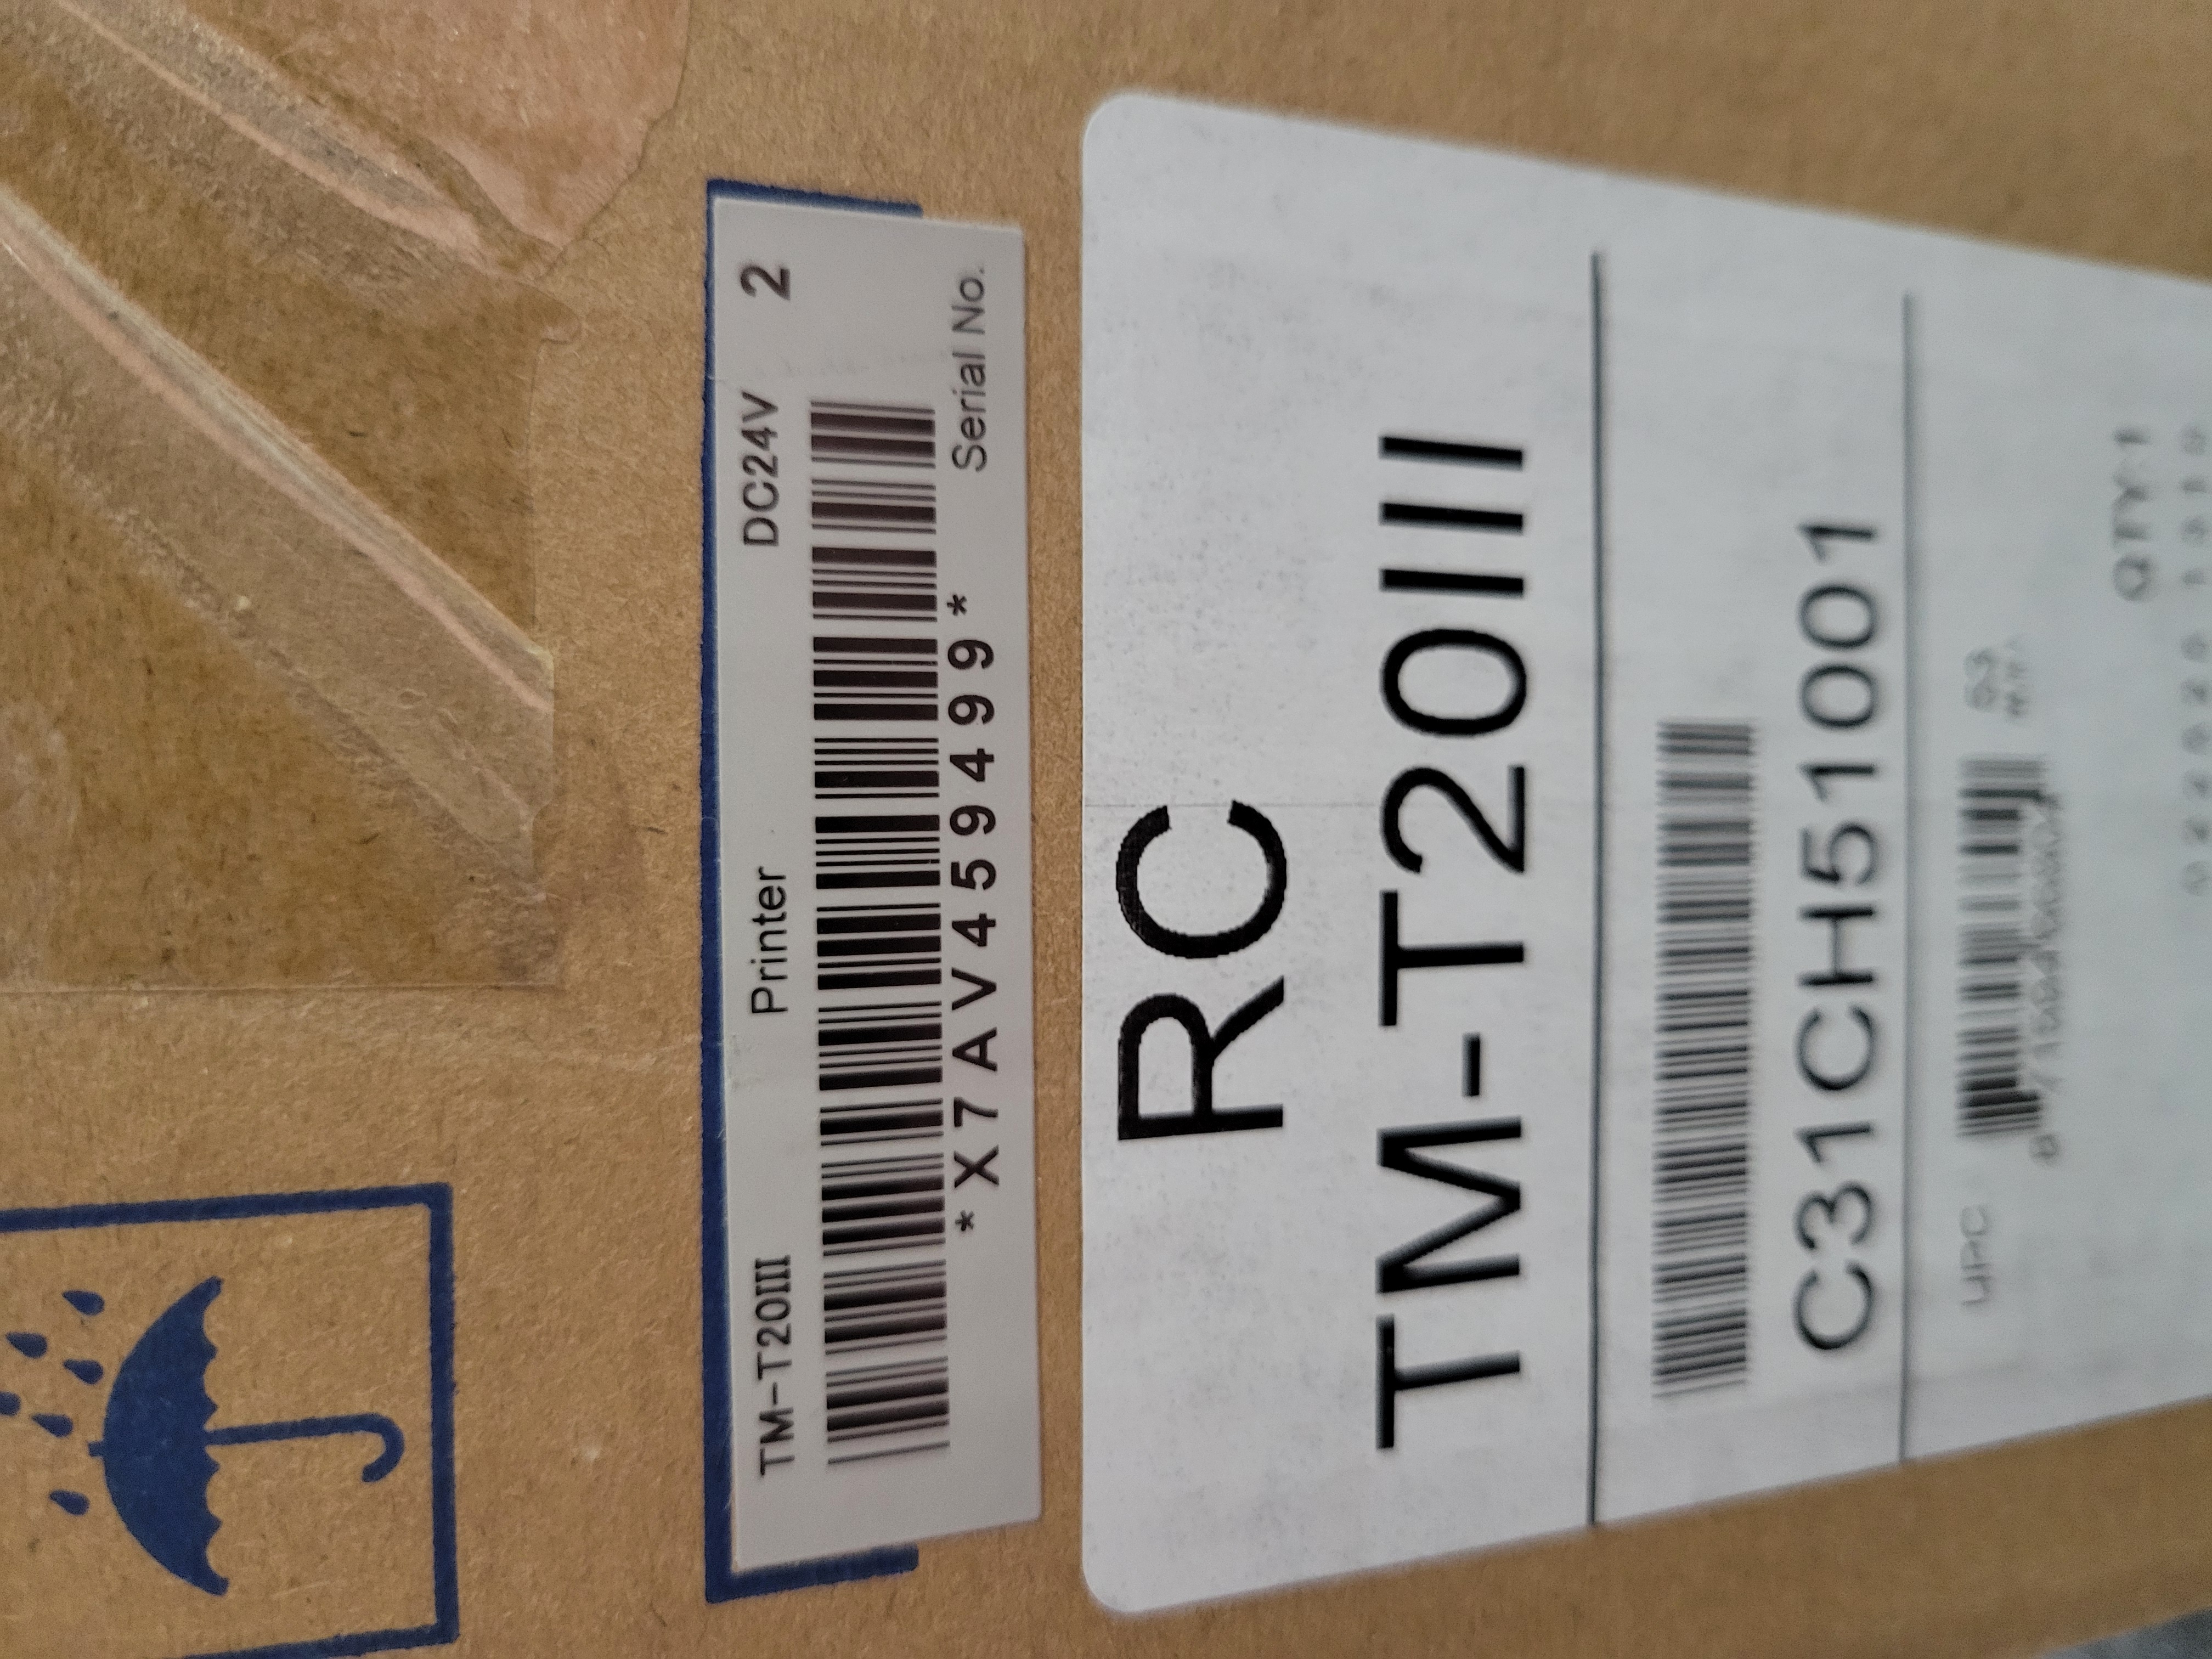 TM-T20III Printer DC24V 2
*X7AV459499*
Serial No.
RC
TM-T20III
C31CH51001
UPC
QTY:1